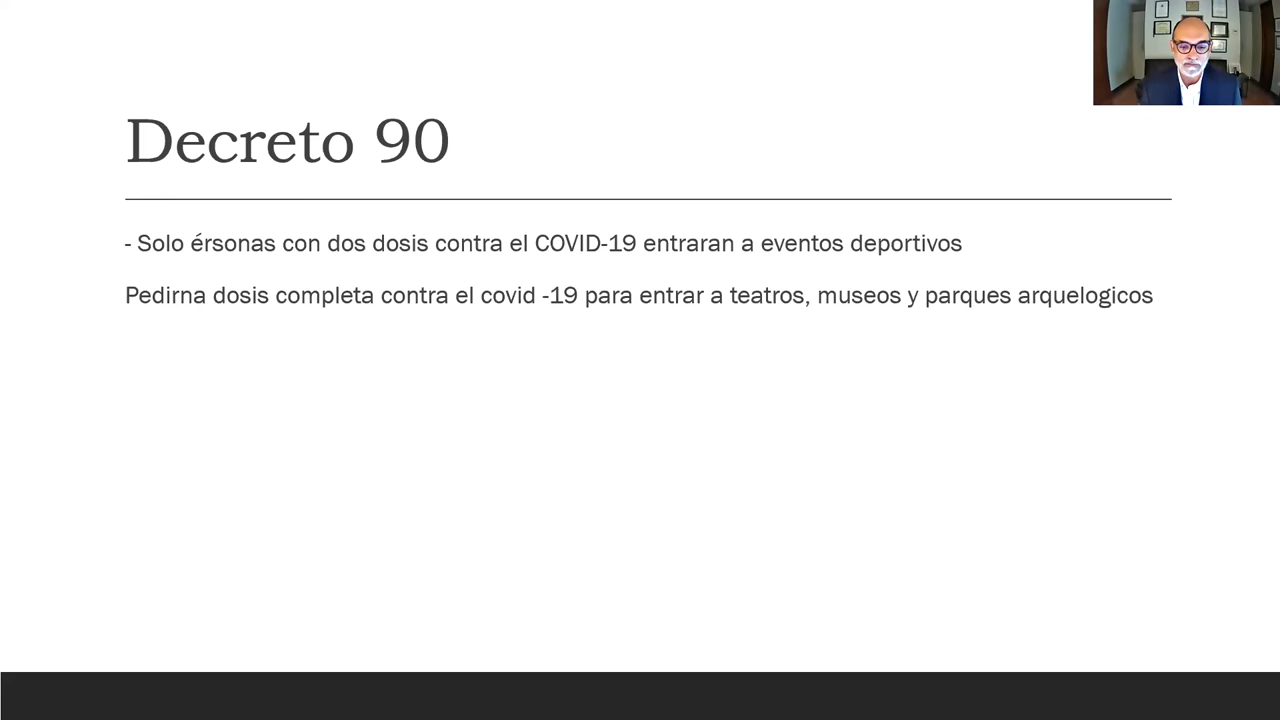 Decreto 90
- Solo érsonas con dos dosis contra el COVID-19 entraran a eventos deportivos
Pedirna dosis completa contra el covid -19 para entrar a teatros, museos y parques arquelogicos